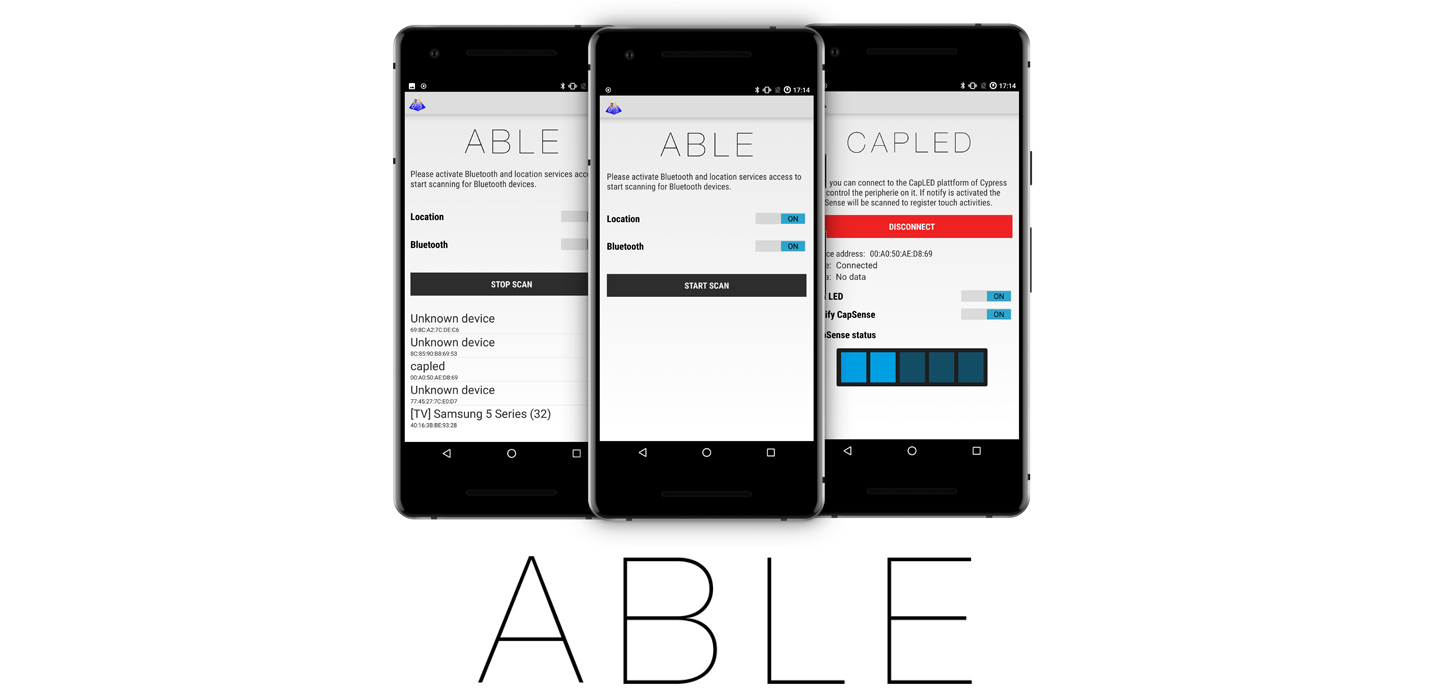 ABLE
Please activate Bluetooth and location services acc
start scanning for Bluetooth devices.
Location
Bluetooth
STOP SCAN
Unknown device
69:8C:A2:7C:DE:C6
Unknown device
8C:85:90:B8:69:53
capled
00:A0:50:AE:D8:69
Unknown device
77:45:27:7C:E0:D7
[TV] Samsung 5 Series (32)
40:16:3B:BE:93:28
17:14
ABLE
Please activate Bluetooth and location services access to
start scanning for Bluetooth devices.
Location ON
Bluetooth ON
START SCAN
17:14
CAPLED
you can connect to the CapLED plattform of Cypress
control the peripherie on it. If notify is activated the
Sense will be scanned to register touch activities.
DISCONNECT
ce address: 00:A0:50:AE:D8:69
e: Connected
a: No data
LED ON
ify CapSense ON
pSense status
ABLE